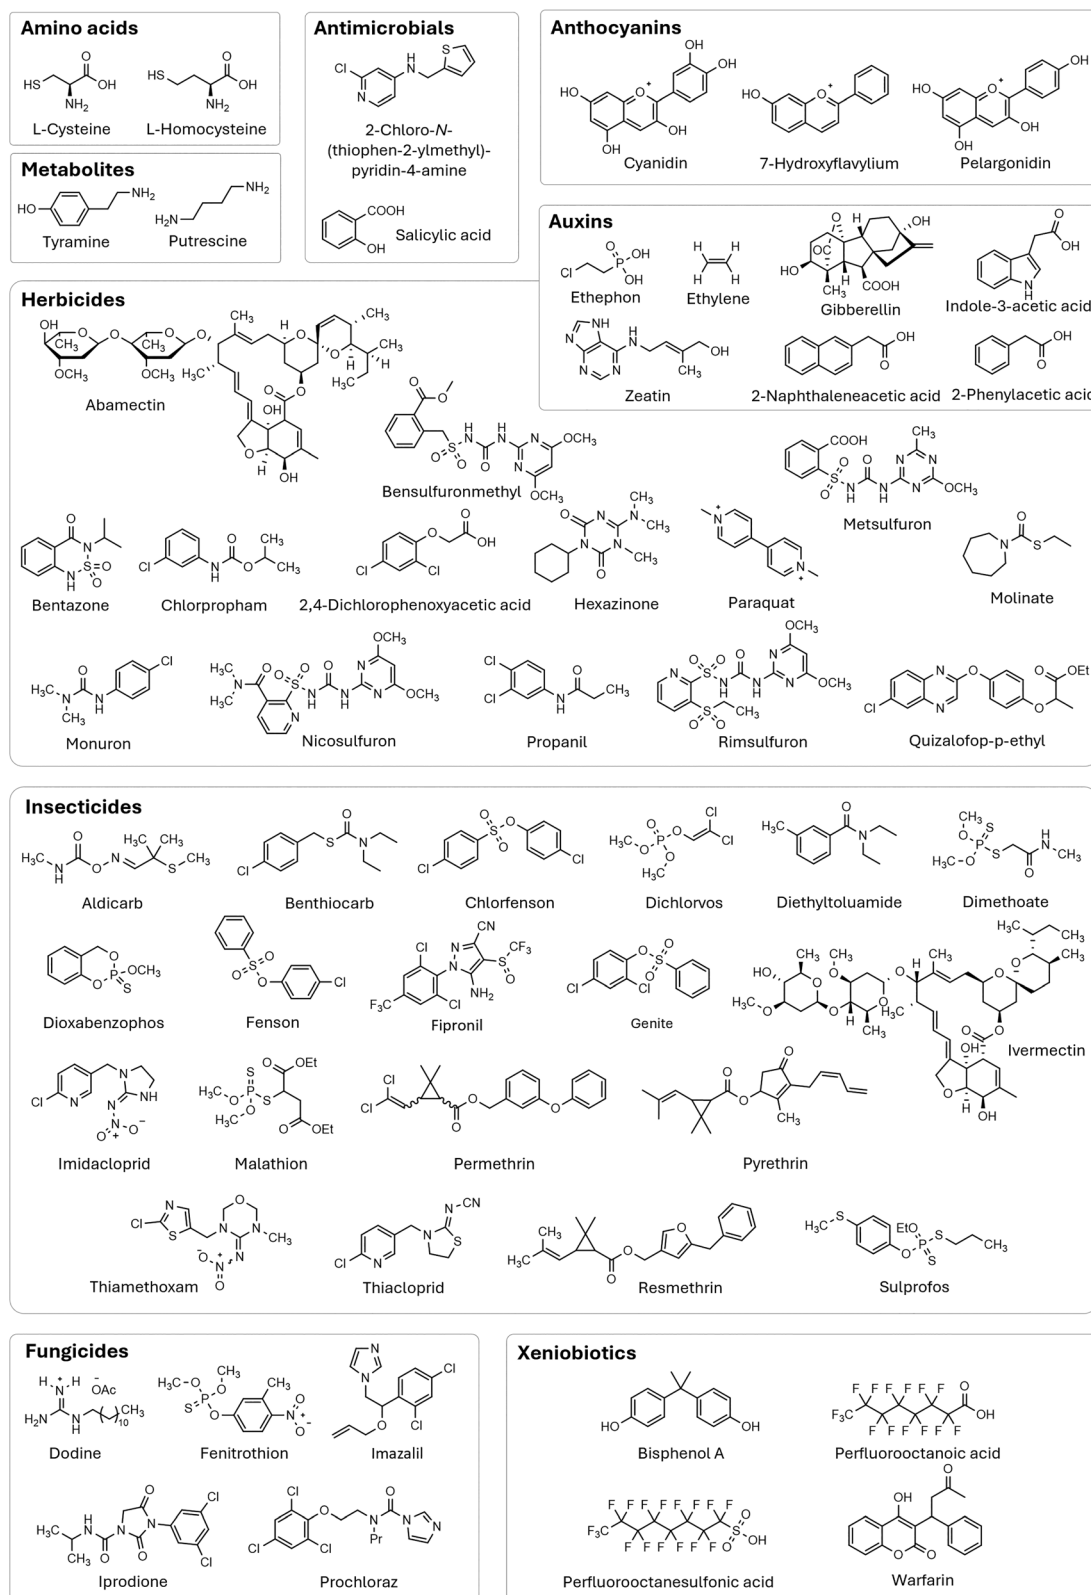 Amino acids
L-Cysteine
L-Homocysteine
Metabolites
Tyramine
Putrescine
Antimicrobials
2-Chloro-N-
(thiophen-2-ylmethyl)-
pyridin-4-amine
Salicylic acid
Anthocyanins
Cyanidin
7-Hydroxyflavylium
Pelargonidin
Auxins
Ethephon
Ethylene
Gibberellin
Indole-3-acetic acid
Zeatin
2-Naphthaleneacetic acid
2-Phenylacetic acid
Herbicides
Abamectin
Bensulfuronmethyl
Metsulfuron
Bentazone
Chlorpropham
2,4-Dichlorophenoxyacetic acid
Hexazinone
Paraquat
Molinate
Monuron
Nicosulfuron
Propanil
Rimsulfuron
Quizalofop-p-ethyl
Insecticides
Aldicarb
Benthiocarb
Chlorfenson
Dichlorvos
Diethyltoluamide
Dimethoate
Dioxabenzophos
Fenson
Fipronil
Genite
Ivermectin
Imidacloprid
Malathion
Permethrin
Pyrethrin
Thiamethoxam
Thiacloprid
Resmethrin
Sulprofos
Fungicides
Dodine
Fenitrothion
Imazalil
Iprodione
Prochloraz
Xeniobiotics
Bisphenol A
Perfluorooctanoic acid
Perfluorooctanesulfonic acid
Warfarin